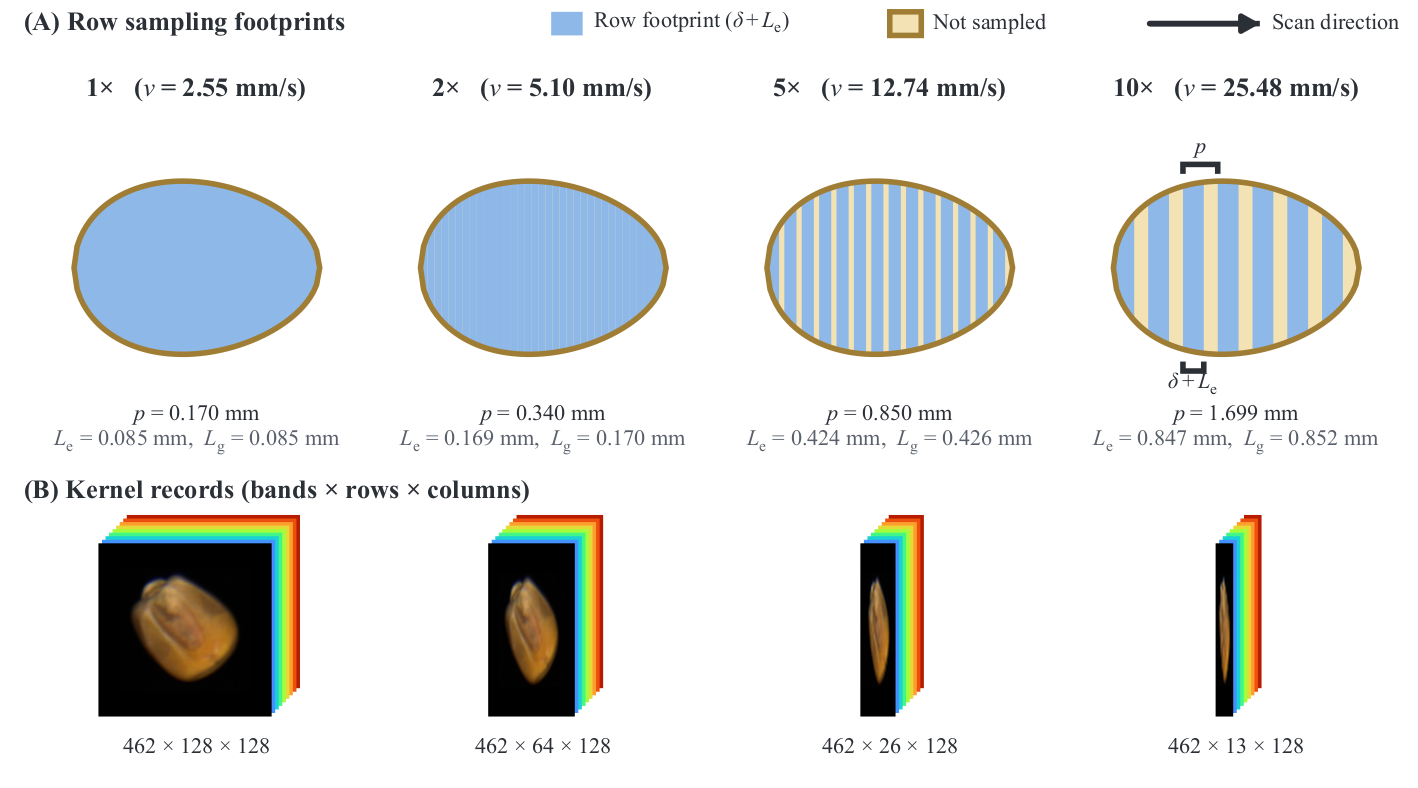 (A) Row sampling footprints
Row footprint (δ + Lₑ)
Not sampled
Scan direction
1× (v = 2.55 mm/s)
2× (v = 5.10 mm/s)
5× (v = 12.74 mm/s)
10× (v = 25.48 mm/s)
p
δ + Lₑ
p = 0.170 mm
Lₑ = 0.085 mm, L_g = 0.085 mm
p = 0.340 mm
Lₑ = 0.169 mm, L_g = 0.170 mm
p = 0.850 mm
Lₑ = 0.424 mm, L_g = 0.426 mm
p = 1.699 mm
Lₑ = 0.847 mm, L_g = 0.852 mm
(B) Kernel records (bands × rows × columns)
462 × 128 × 128
462 × 64 × 128
462 × 26 × 128
462 × 13 × 128